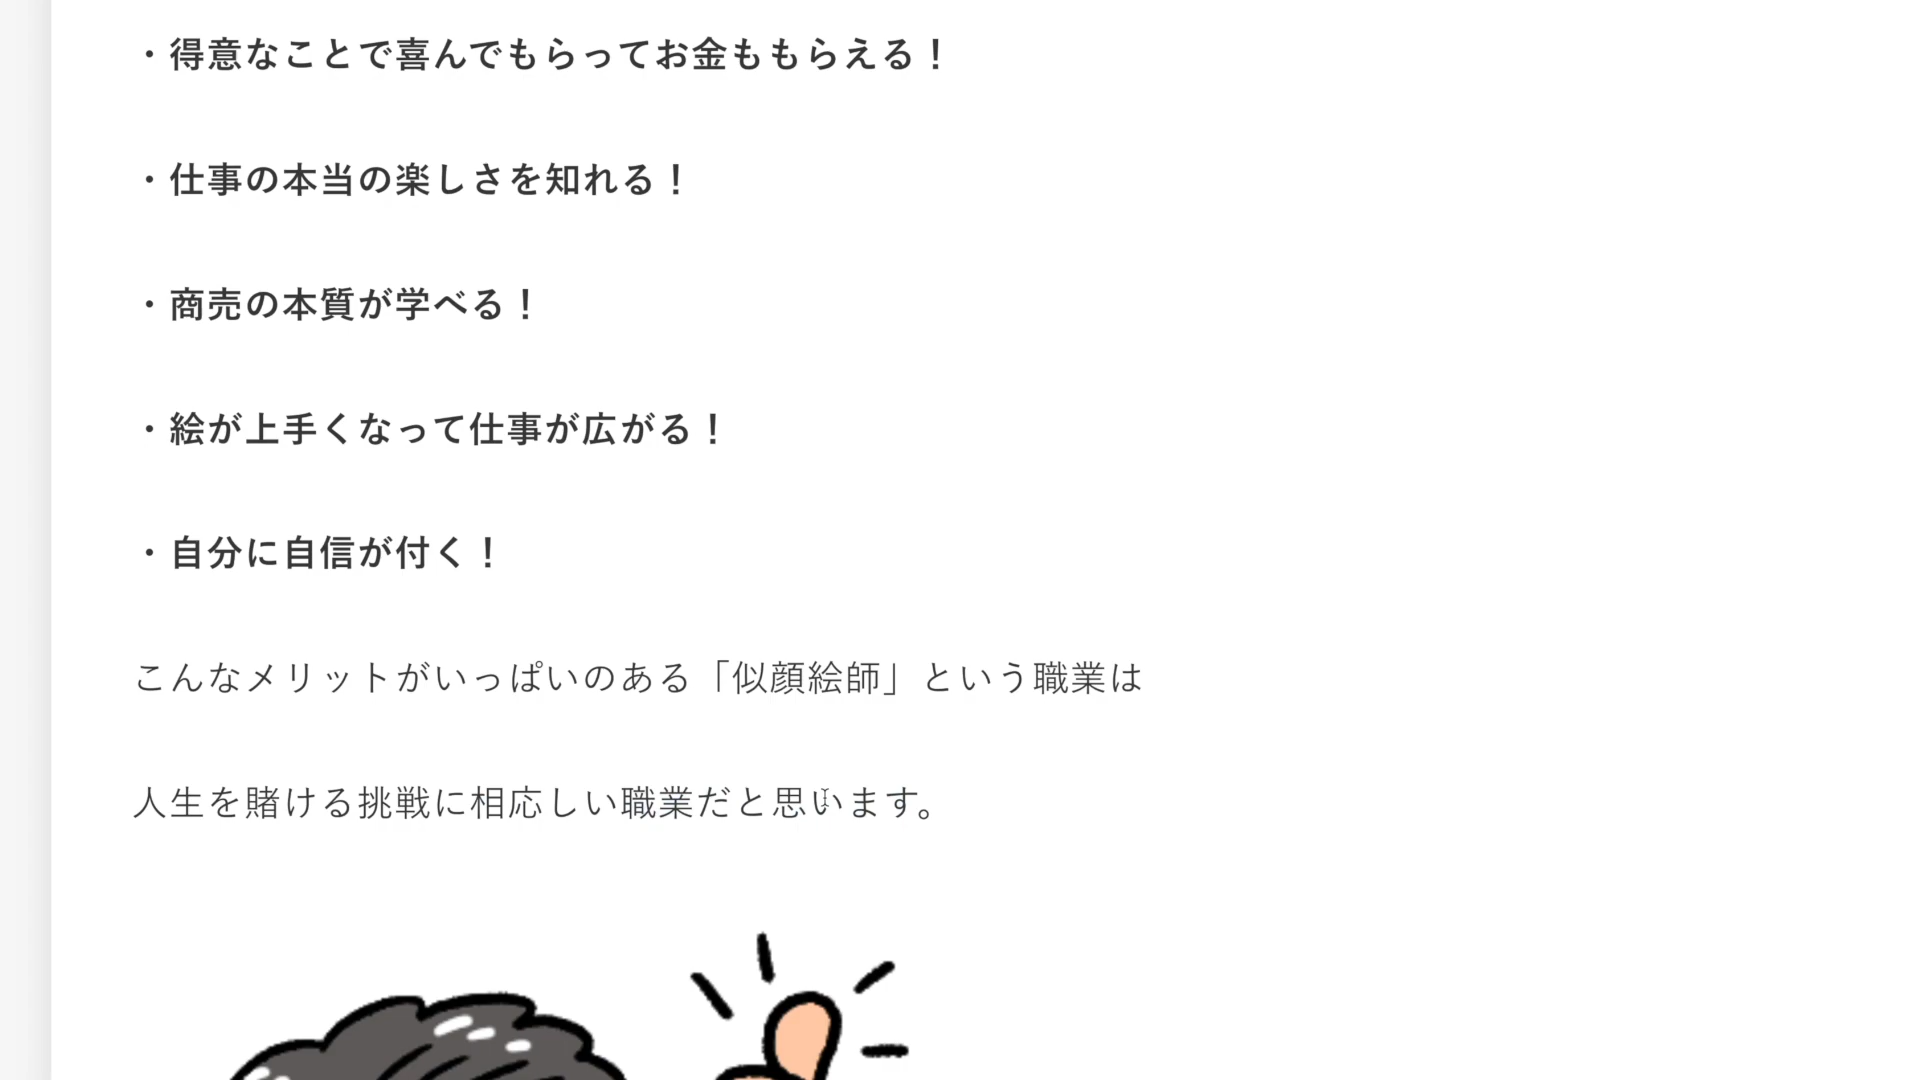 ・得意なことで喜んでもらってお金ももらえる！
・仕事の本当の楽しさを知れる！
・商売の本質が学べる！
・絵が上手くなって仕事が広がる！
・自分に自信が付く！
こんなメリットがいっぱいのある「似顔絵師」という職業は
人生を賭ける挑戦に相応しい職業だと思います。